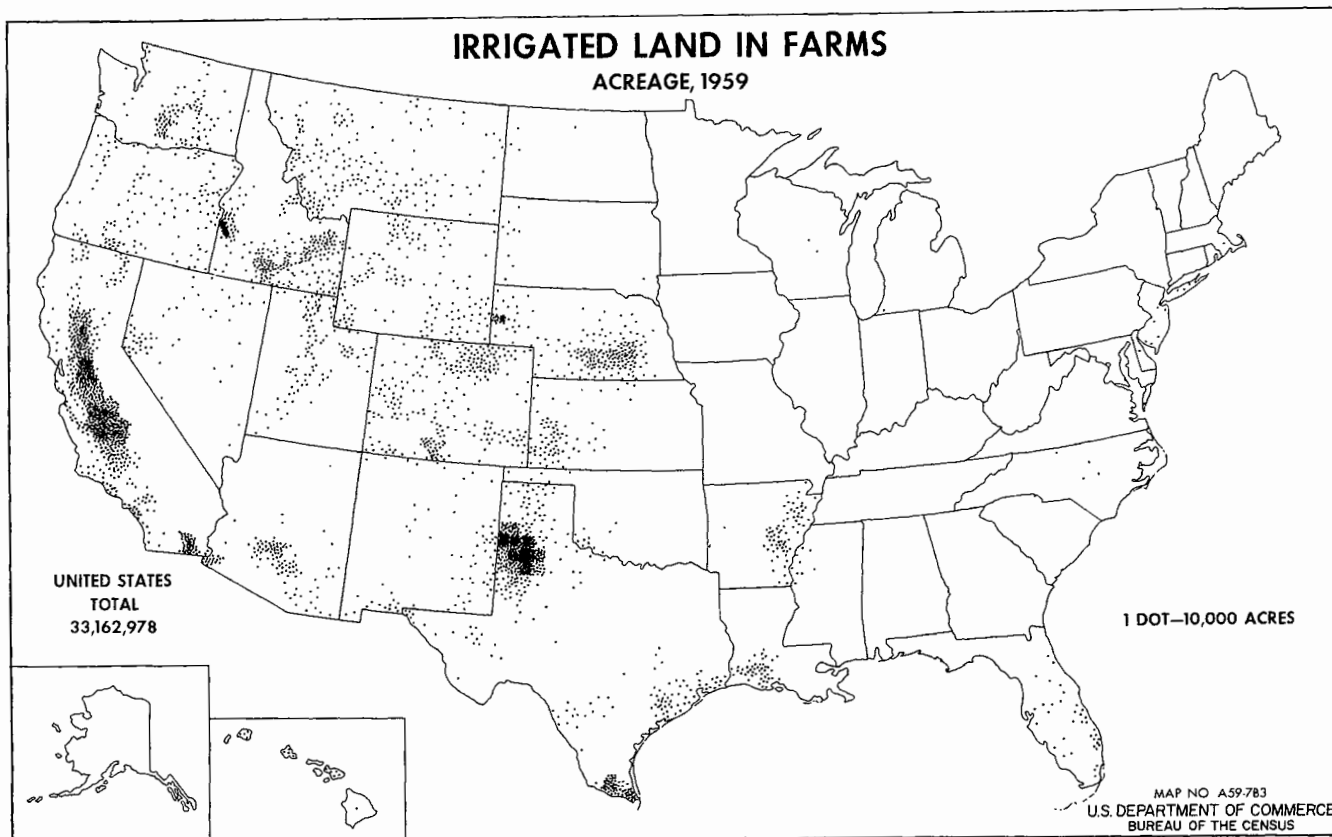 IRRIGATED LAND IN FARMS
ACREAGE, 1959
UNITED STATES
TOTAL
33,162,978
1 DOT—10,000 ACRES
MAP NO A59-7B3
U.S. DEPARTMENT OF COMMERCE
BUREAU OF THE CENSUS